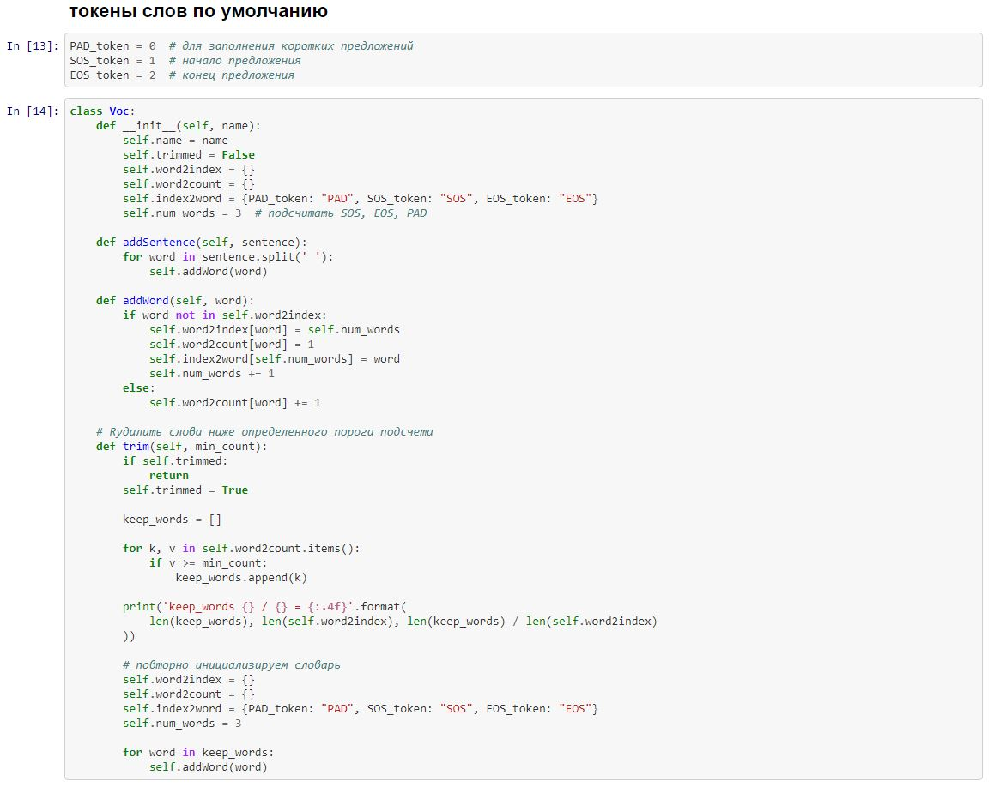 токены слов по умолчанию
In [13]: PAD_token = 0  # для заполнения коротких предложений
SOS_token = 1  # начало предложения
EOS_token = 2  # конец предложения
In [14]: class Voc:
    def __init__(self, name):
        self.name = name
        self.trimmed = False
        self.word2index = {}
        self.word2count = {}
        self.index2word = {PAD_token: "PAD", SOS_token: "SOS", EOS_token: "EOS"}
        self.num_words = 3  # подсчитать SOS, EOS, PAD
    def addSentence(self, sentence):
        for word in sentence.split(' '):
            self.addWord(word)
    def addWord(self, word):
        if word not in self.word2index:
            self.word2index[word] = self.num_words
            self.word2count[word] = 1
            self.index2word[self.num_words] = word
            self.num_words += 1
        else:
            self.word2count[word] += 1
    # Rудалить слова ниже определенного порога подсчета
    def trim(self, min_count):
        if self.trimmed:
            return
        self.trimmed = True
        keep_words = []
        for k, v in self.word2count.items():
            if v >= min_count:
                keep_words.append(k)
        print('keep_words {} / {} = {:.4f}'.format(
            len(keep_words), len(self.word2index), len(keep_words) / len(self.word2index)
        ))
        # повторно инициализируем словарь
        self.word2index = {}
        self.word2count = {}
        self.index2word = {PAD_token: "PAD", SOS_token: "SOS", EOS_token: "EOS"}
        self.num_words = 3
        for word in keep_words:
            self.addWord(word)